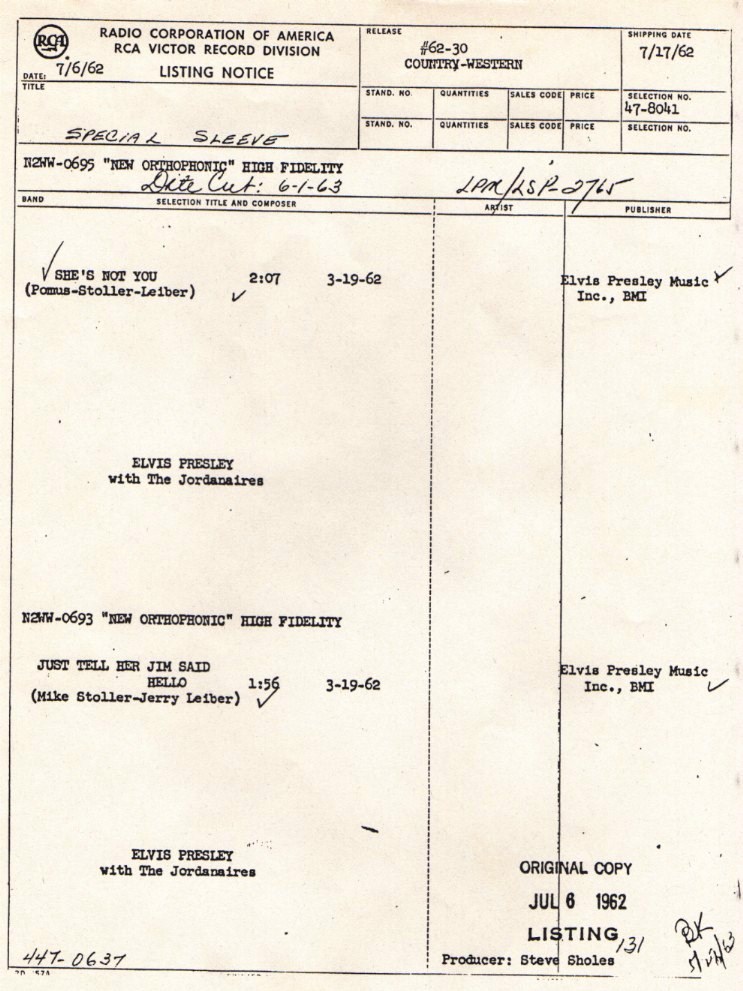 RCA
RADIO CORPORATION OF AMERICA
RCA VICTOR RECORD DIVISION
DATE: 7/6/62 LISTING NOTICE
RELEASE
#62-30
COUNTRY-WESTERN
SHIPPING DATE
7/17/62
TITLE
SPECIAL SLEEVE
STAND. NO. QUANTITIES SALES CODE PRICE SELECTION NO.
47-8041
STAND. NO. QUANTITIES SALES CODE PRICE SELECTION NO.
N2WW-0695 "NEW ORTHOPHONIC" HIGH FIDELITY
Date Cut: 6-1-63 LPM/LSP-2765
BAND SELECTION TITLE AND COMPOSER ARTIST PUBLISHER
SHE'S NOT YOU 2:07 3-19-62 Elvis Presley Music
(Pomus-Stoller-Leiber) Inc., BMI
ELVIS PRESLEY
with The Jordanaires
N2WW-0693 "NEW ORTHOPHONIC" HIGH FIDELITY
JUST TELL HER JIM SAID Elvis Presley Music
HELLO 1:56 3-19-62 Inc., BMI
(Mike Stoller-Jerry Leiber)
ELVIS PRESLEY
with The Jordanaires
ORIGINAL COPY
JUL 6 1962
LISTING
131
447-0637
Producer: Steve Sholes